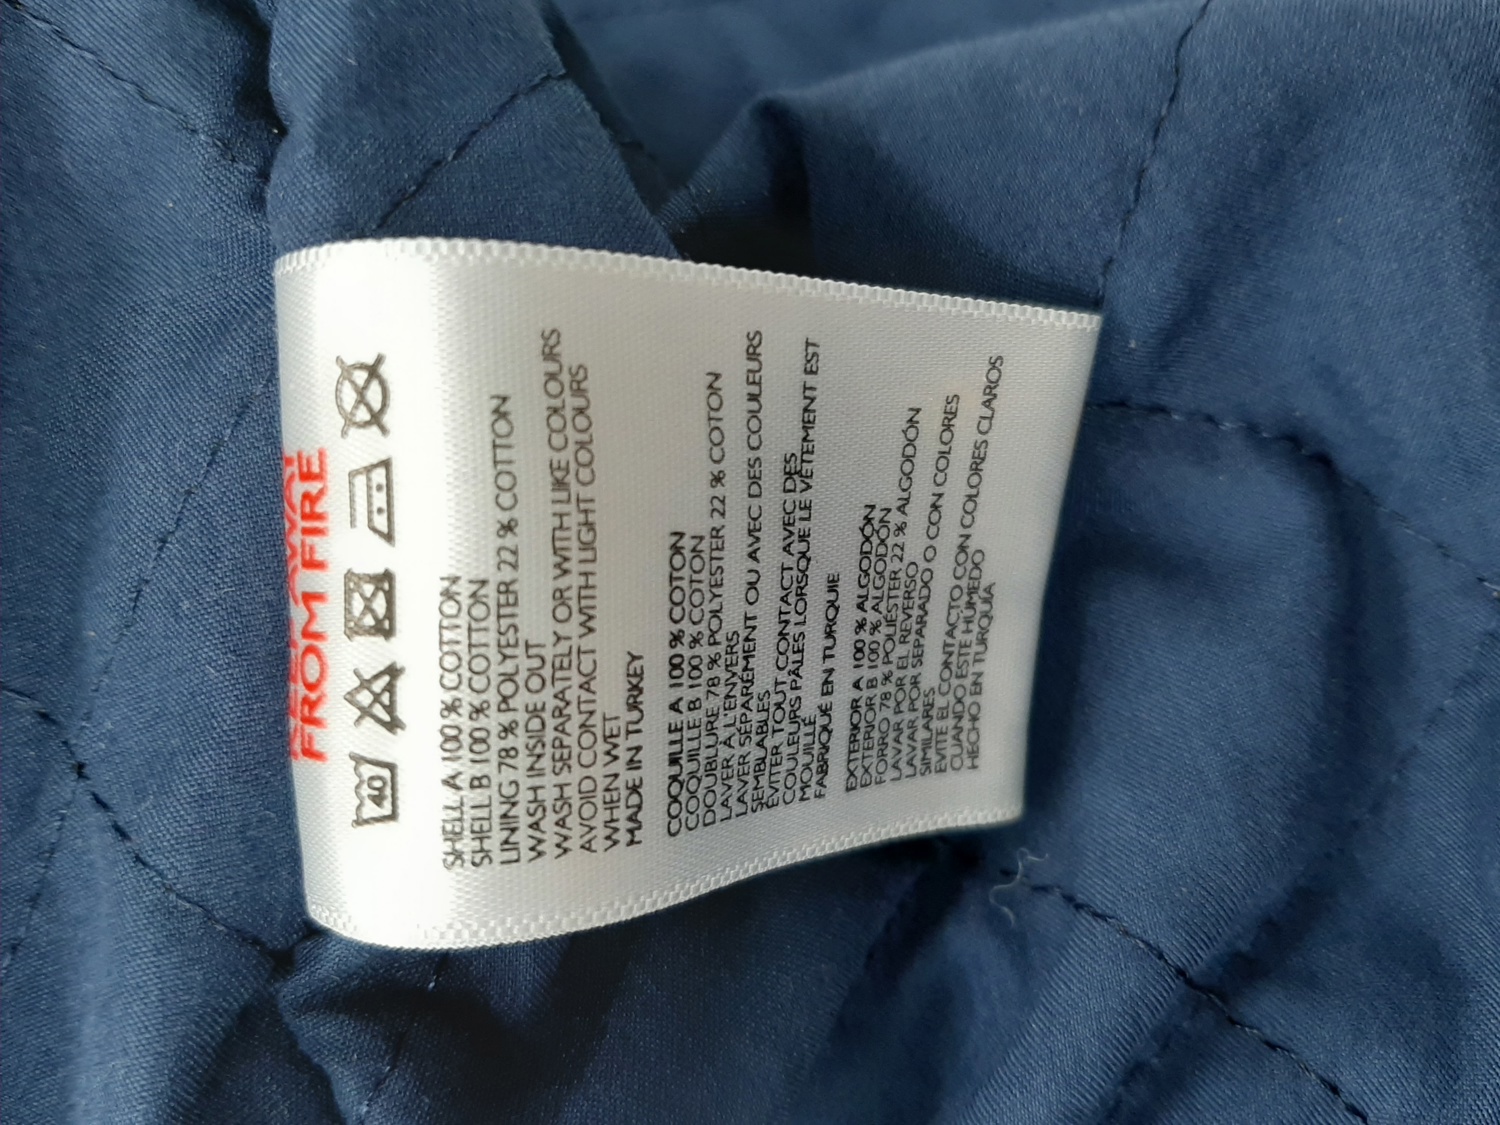 KEEP AWAY
FROM FIRE
40
SHELL A 100 % COTTON
SHELL B 100 % COTTON
LINING 78 % POLYESTER 22 % COTTON
WASH INSIDE OUT
WASH SEPARATELY OR WITH LIKE COLOURS
AVOID CONTACT WITH LIGHT COLOURS
WHEN WET
MADE IN TURKEY
COQUILLE A 100 % COTON
COQUILLE B 100 % COTON
DOUBLURE 78 % POLYESTER 22 % COTON
LAVER À L'ENVERS
LAVER SÉPARÉMENT OU AVEC DES COULEURS
SEMBLABLES
ÉVITER TOUT CONTACT AVEC DES
COULEURS PÂLES LORSQUE LE VÊTEMENT EST
MOUILLÉ
FABRIQUÉ EN TURQUIE
EXTERIOR A 100 % ALGODÓN
EXTERIOR B 100 % ALGODÓN
FORRO 78 % POLIÉSTER 22 % ALGODÓN
LAVAR POR EL REVERSO
LAVAR POR SEPARADO O CON COLORES
SIMILARES
EVITE EL CONTACTO CON COLORES CLAROS
CUANDO ESTE HÚMEDO
HECHO EN TURQUÍA